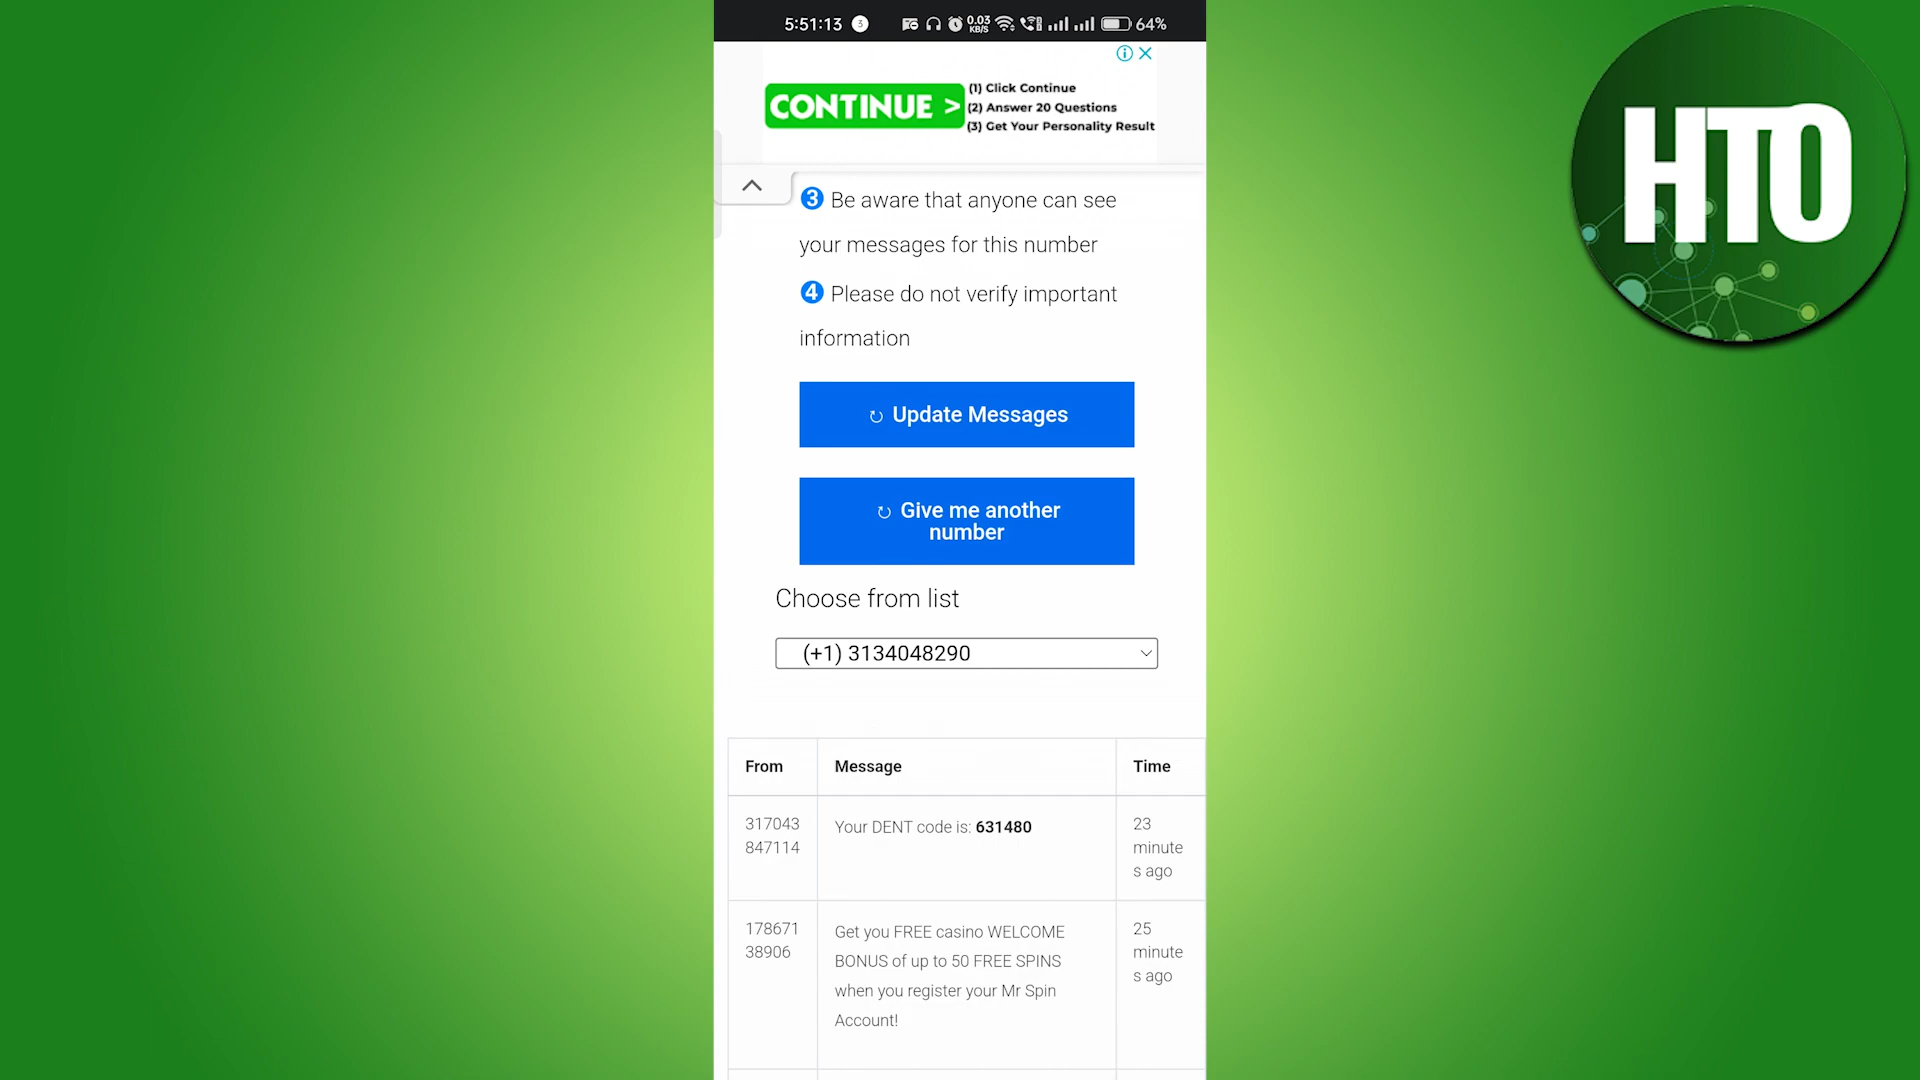 5:51:13 3 0.03 KB/S 64%
CONTINUE >
(1) Click Continue
(2) Answer 20 Questions
(3) Get Your Personality Result
HTO
3 Be aware that anyone can see
your messages for this number
4 Please do not verify important
information
Update Messages
Give me another
number
Choose from list
(+1) 3134048290
From Message Time
317043
847114
Your DENT code is: 631480
23
minute
s ago
178671
38906
Get you FREE casino WELCOME
BONUS of up to 50 FREE SPINS
when you register your Mr Spin
Account!
25
minute
s ago